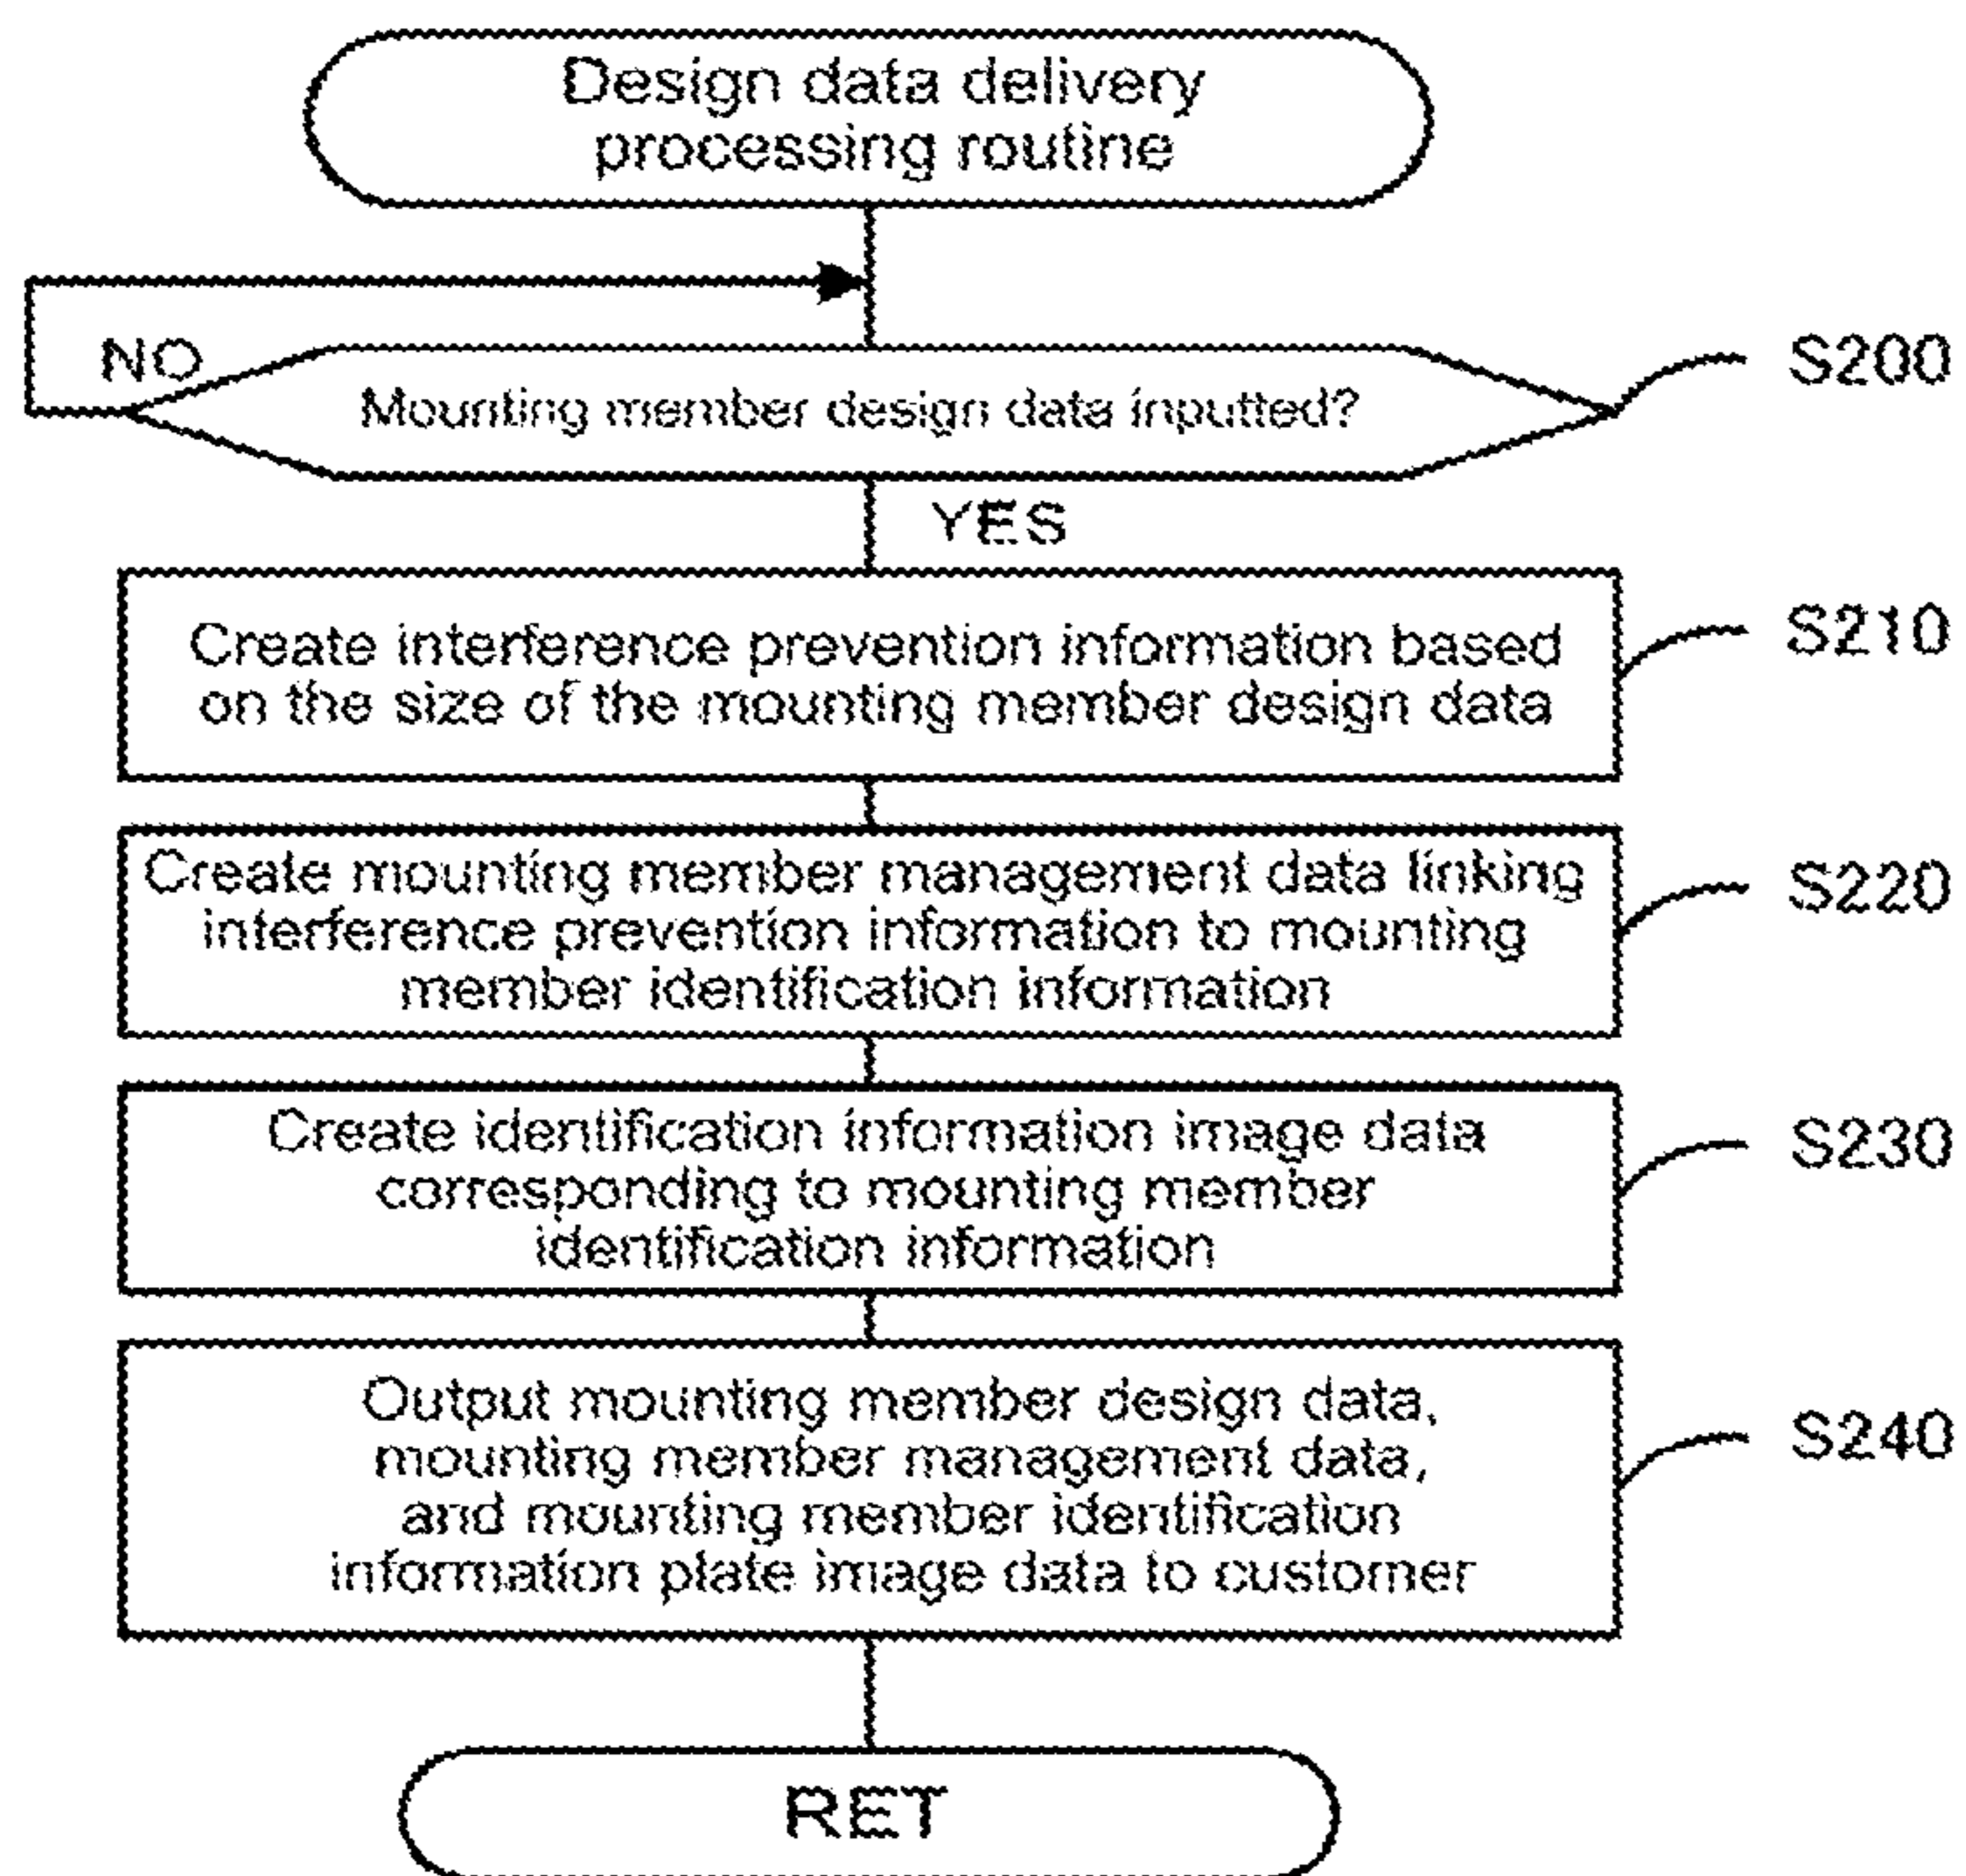 Design data delivery
processing routine
NO
Mounting member design data inputted?
S200
YES
Create interference prevention information based
on the size of the mounting member design data
S210
Create mounting member management data linking
interference prevention information to mounting
member identification information
S220
Create identification information image data
corresponding to mounting member
identification information
S230
Output mounting member design data,
mounting member management data,
and mounting member identification
information plate image data to customer
S240
RET